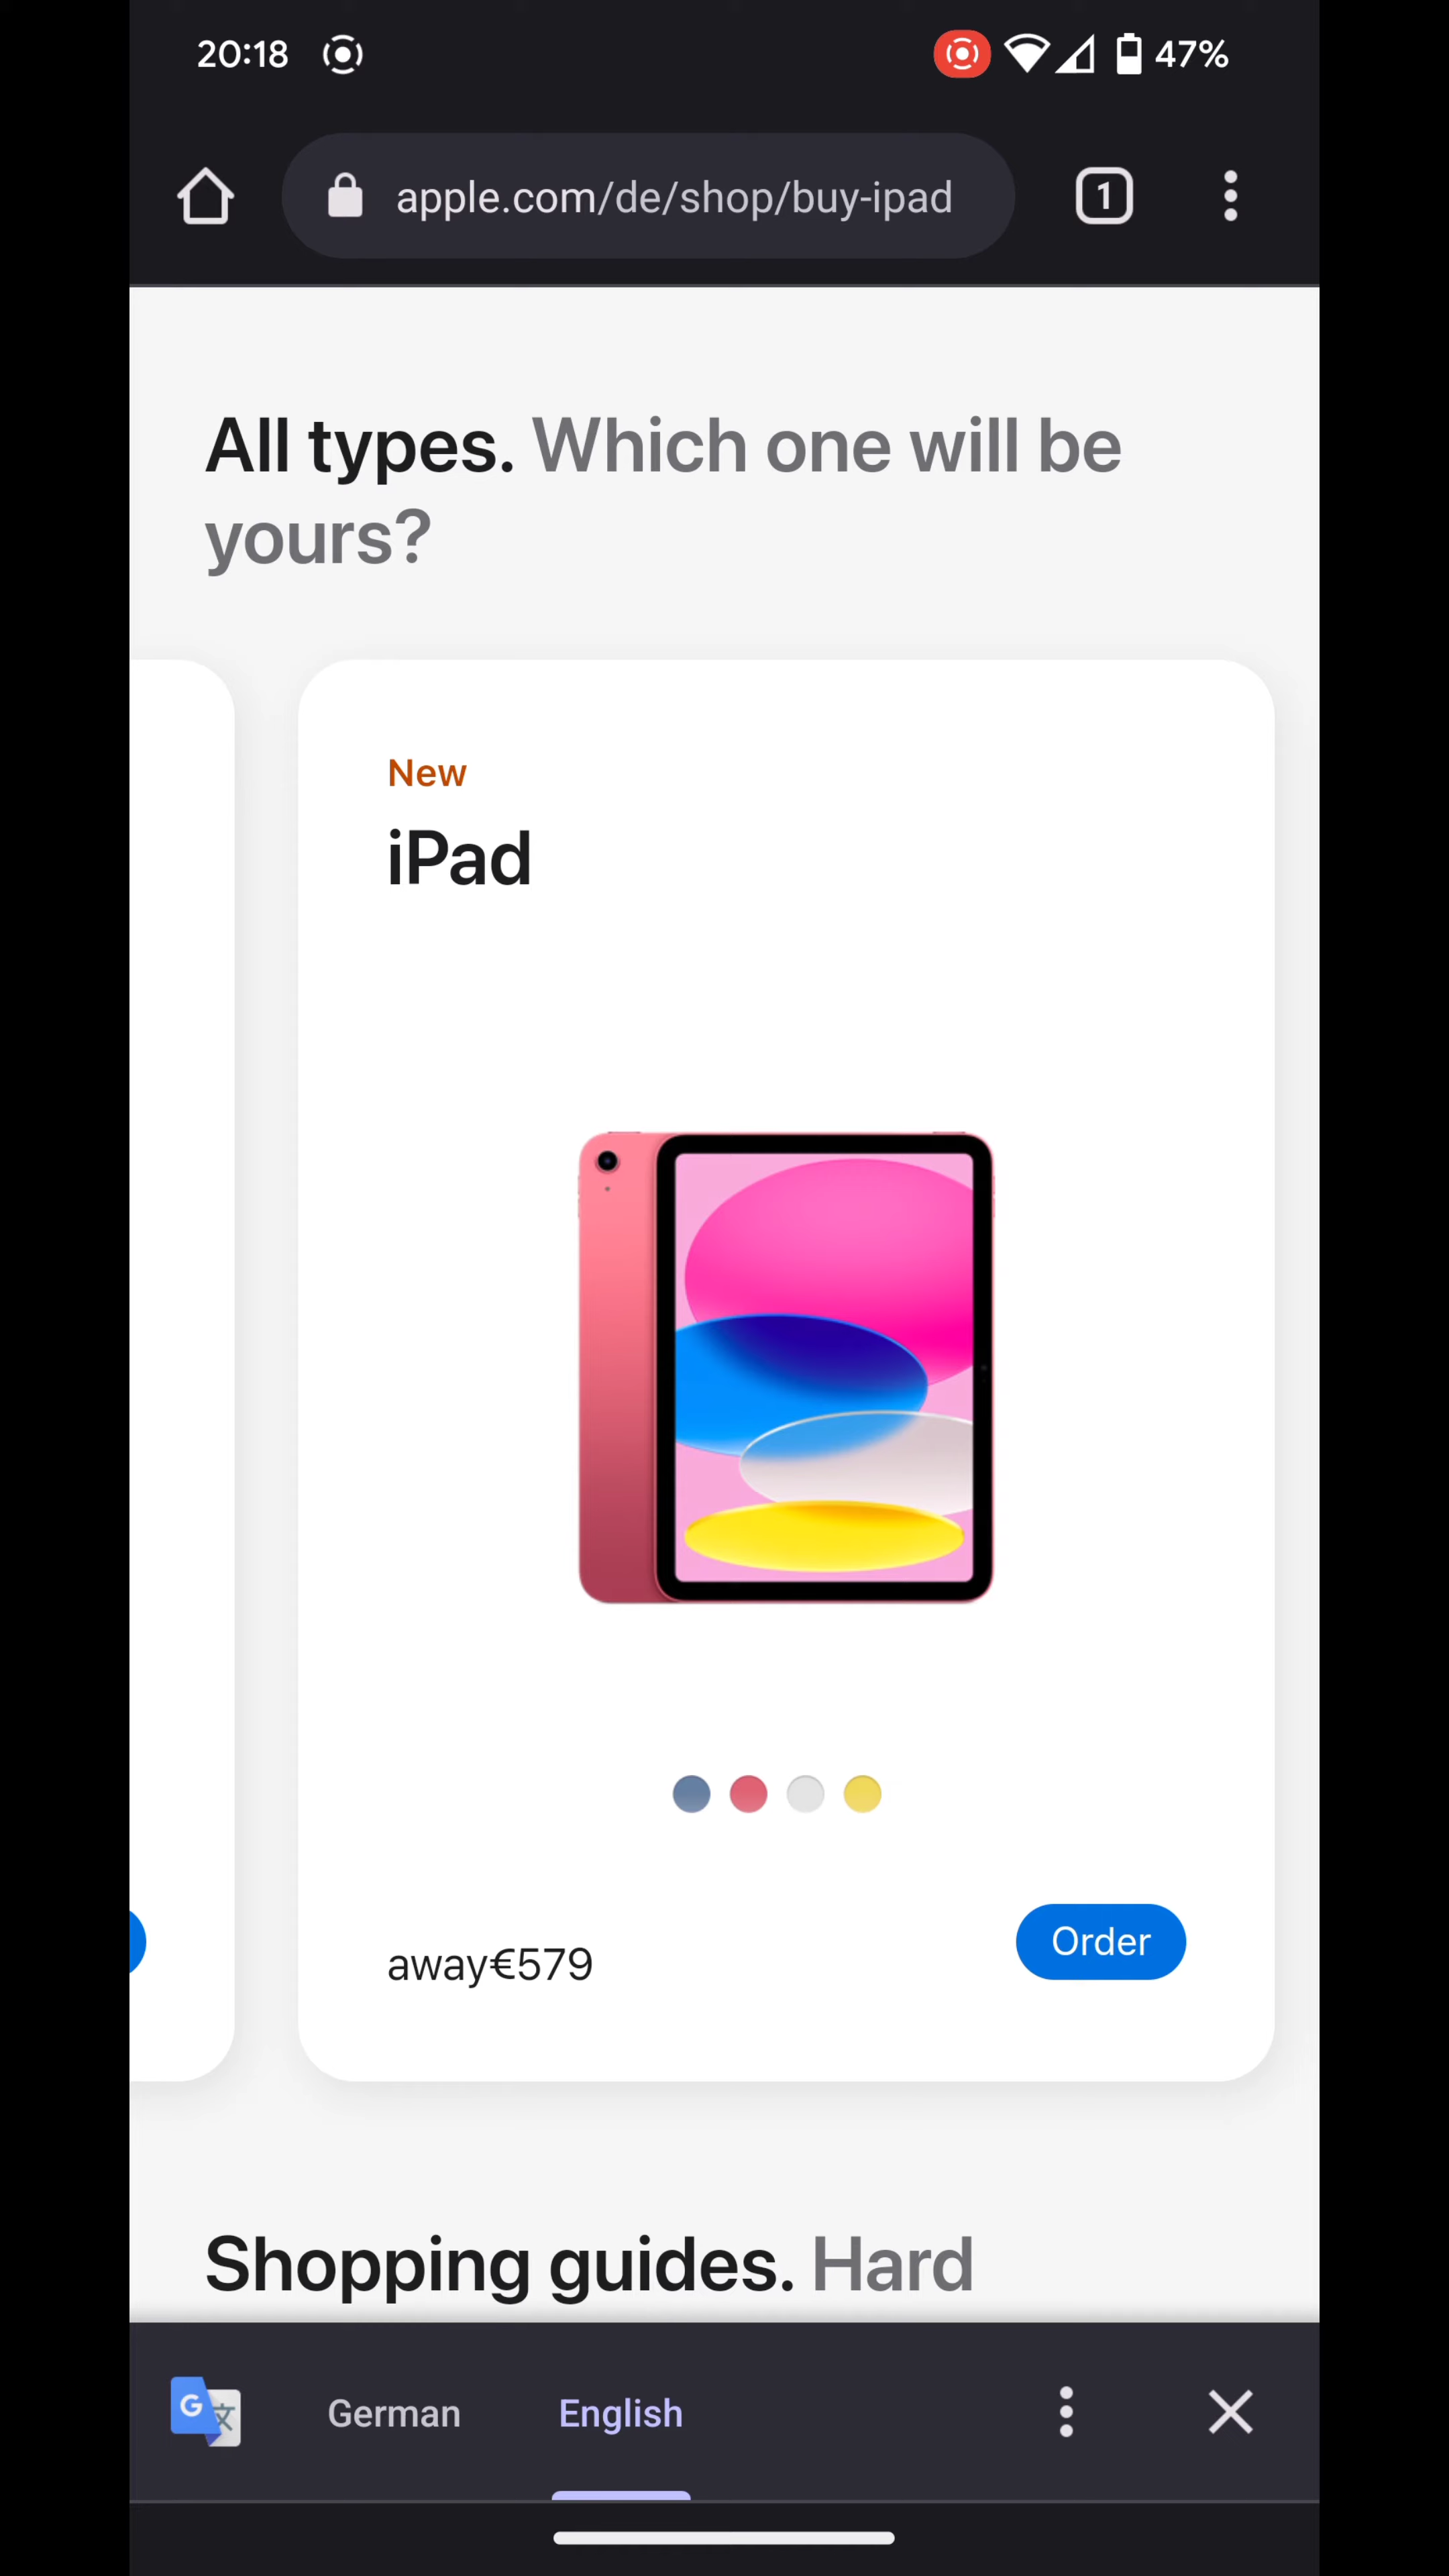 20:18
47%
apple.com/de/shop/buy-ipad
1
All types. Which one will be
yours?
New
iPad
away€579
Order
Shopping guides. Hard
G 文
German
English